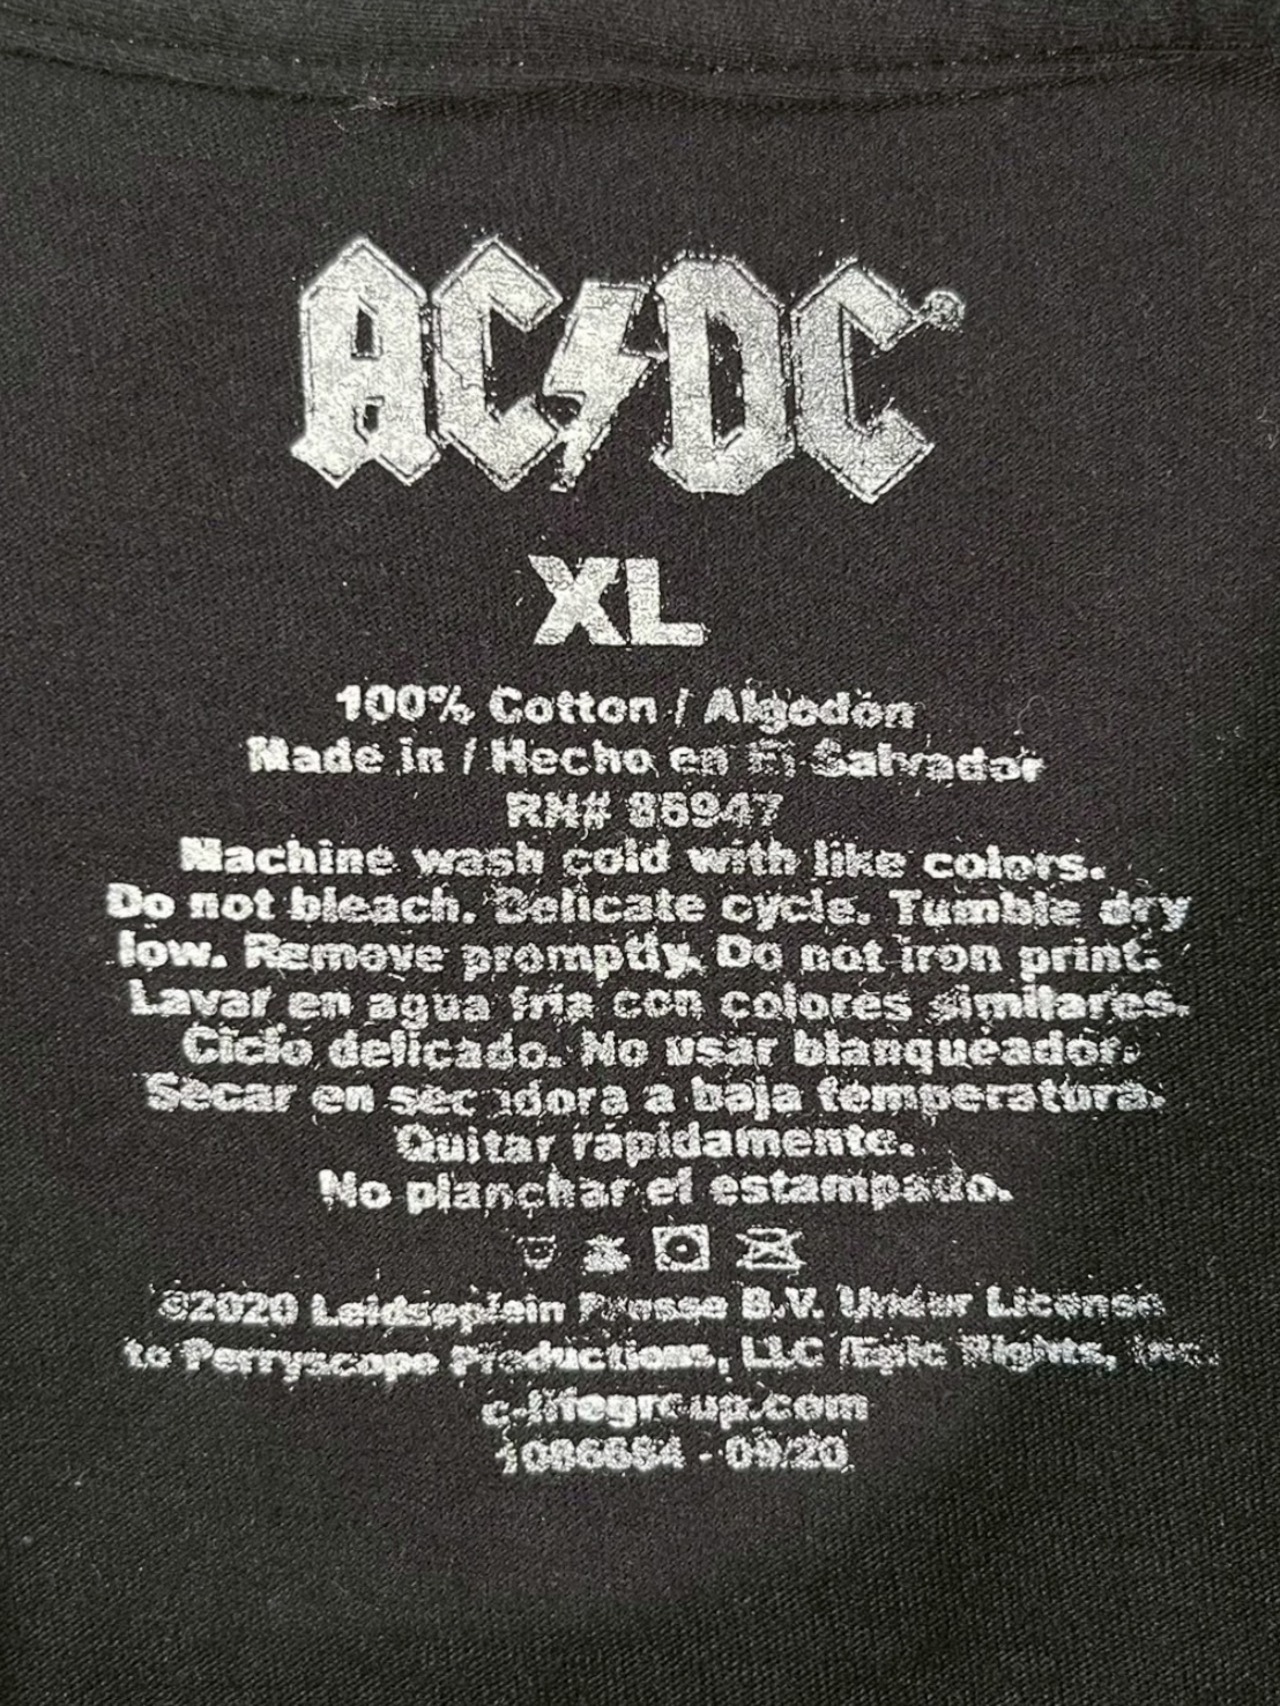 AC⚡DC®
XL
100% Cotton / Algodón
Made in / Hecho en El Salvador
RN# 85947
Machine wash cold with like colors.
Do not bleach. Delicate cycle. Tumble dry
low. Remove promptly. Do not iron print.
Lavar en agua fria con colores similares.
Ciclo delicado. No usar blanqueador.
Secar en secadora a baja temperatura.
Quitar rápidamente.
No planchar el estampado.
©2020 Leidseplein Presse B.V. Under License
to Perryscope Productions, LLC /Epic Rights, Inc.
c-lifegroup.com
- 09/20